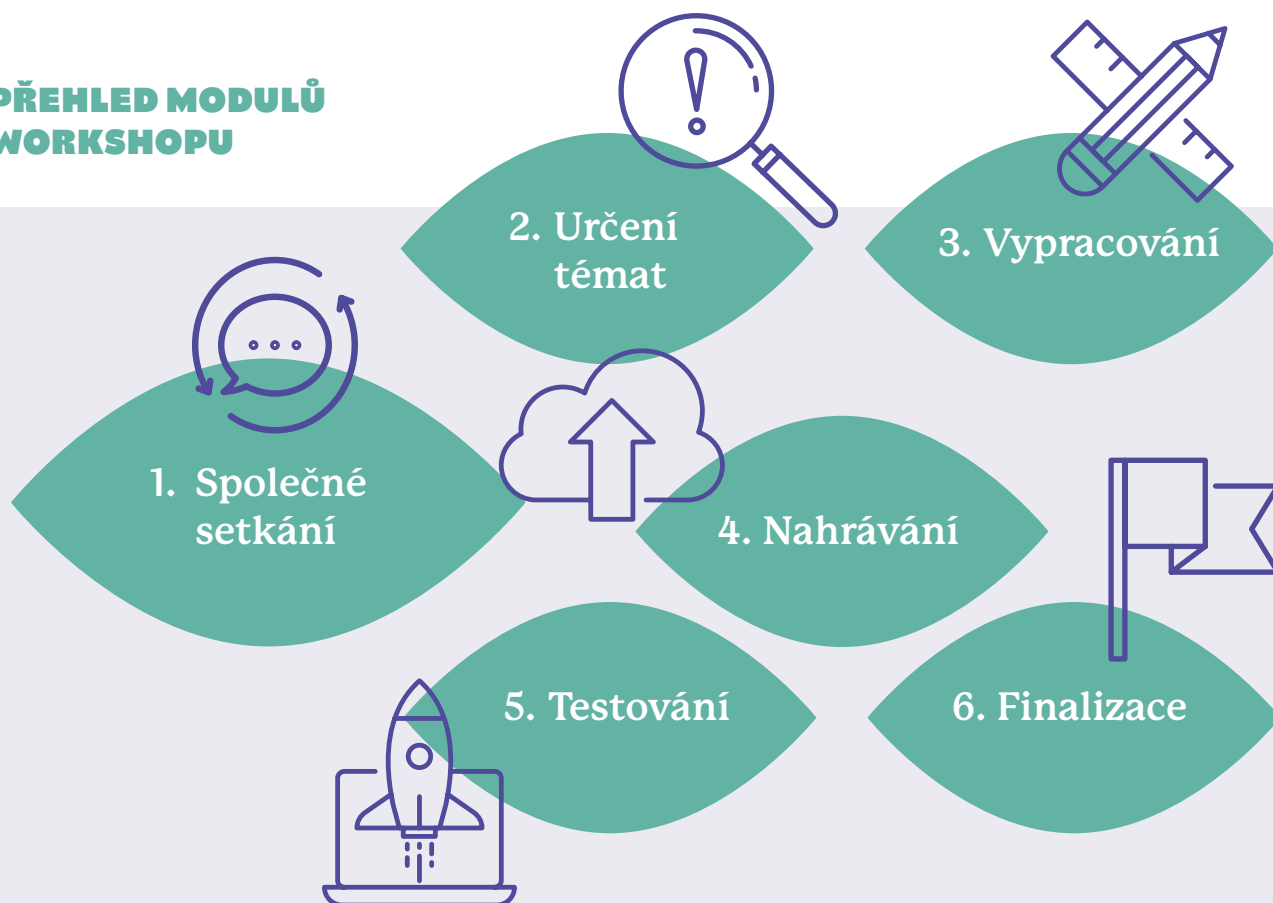 PŘEHLED MODULŮ
WORKSHOPU
2. Určení
témat
3. Vypracování
1. Společné
setkání
4. Nahrávání
5. Testování
6. Finalizace